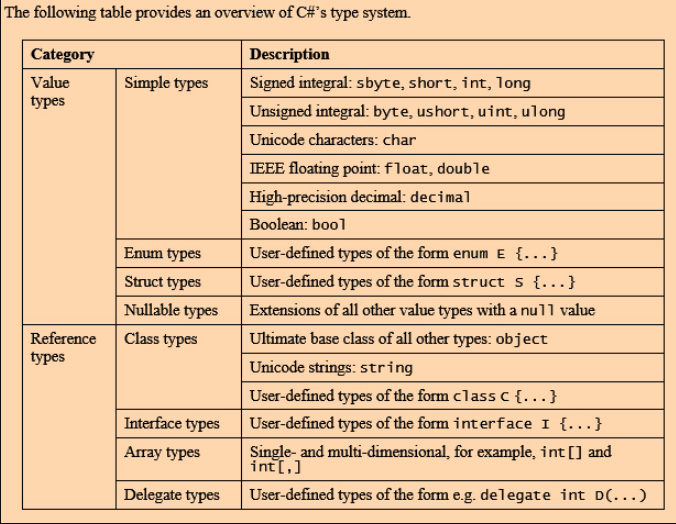 The following table provides an overview of C#'s type system.
Category Description
Value types Simple types Signed integral: sbyte, short, int, long
Unsigned integral: byte, ushort, uint, ulong
Unicode characters: char
IEEE floating point: float, double
High-precision decimal: decimal
Boolean: bool
Enum types User-defined types of the form enum E {...}
Struct types User-defined types of the form struct S {...}
Nullable types Extensions of all other value types with a null value
Reference types Class types Ultimate base class of all other types: object
Unicode strings: string
User-defined types of the form class C {...}
Interface types User-defined types of the form interface I {...}
Array types Single- and multi-dimensional, for example, int[] and
int[,]
Delegate types User-defined types of the form e.g. delegate int D(...)